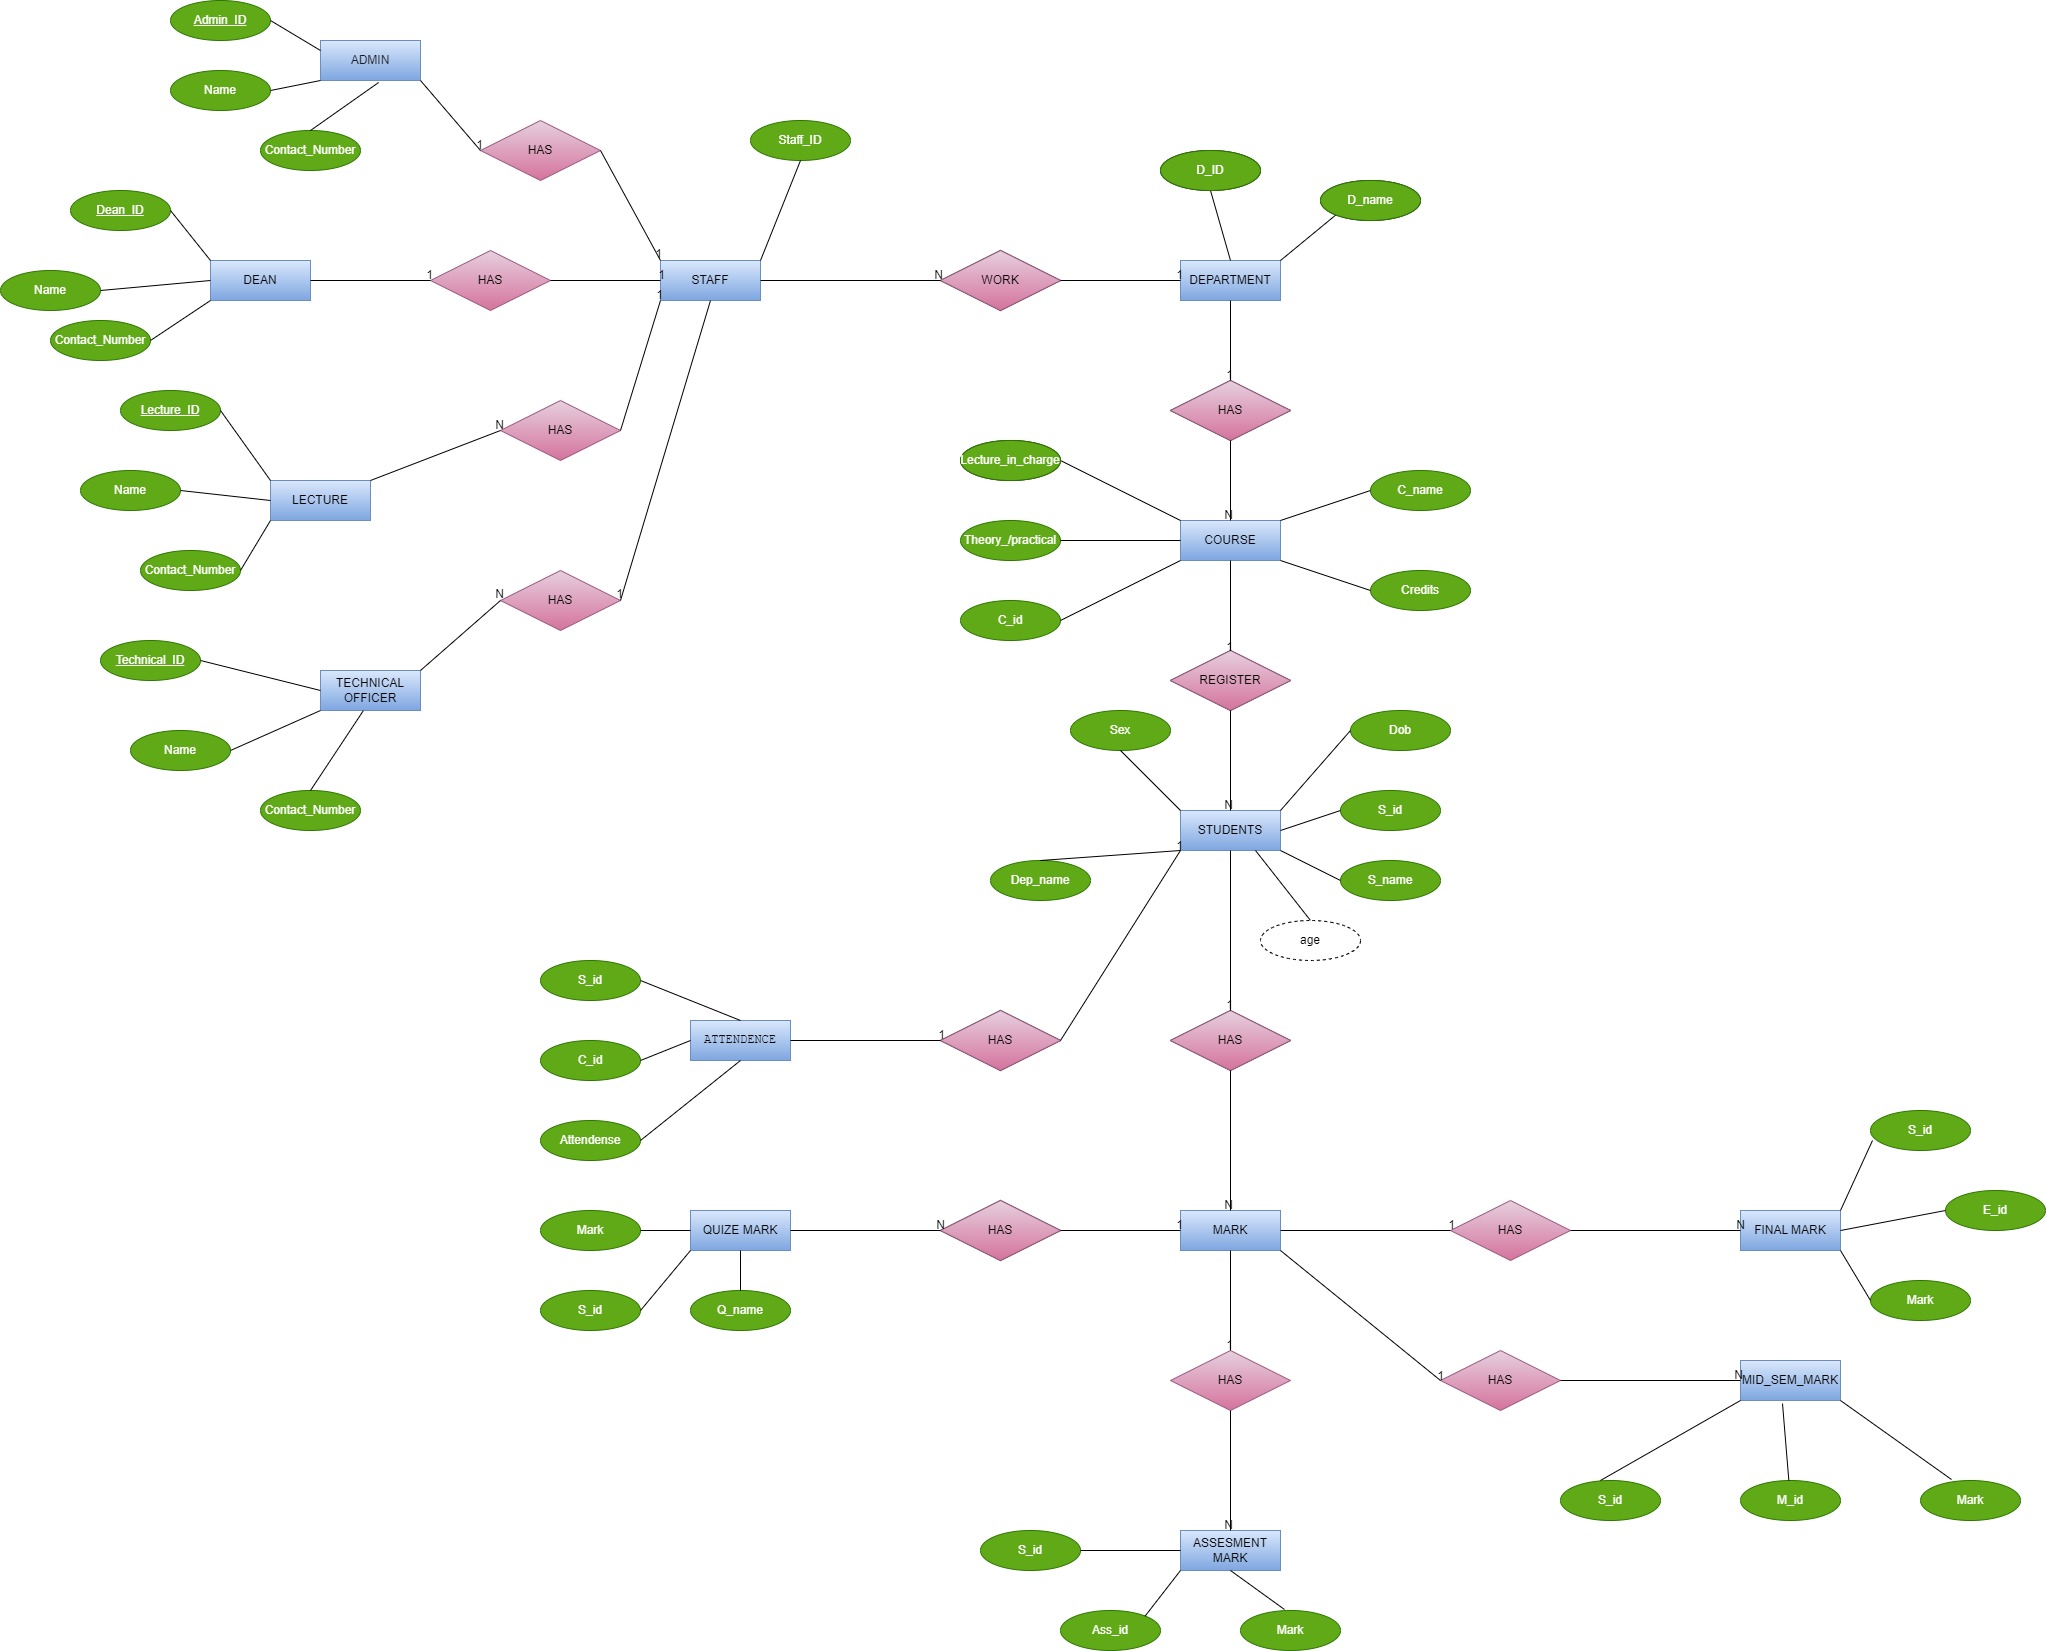 Admin_ID
ADMIN
Name
Contact_Number
1
HAS
Staff_ID
D_ID
D_name
Dean_ID
DEAN
Name
Contact_Number
1
HAS
1
1
1
STAFF
N
WORK
1
DEPARTMENT
1
HAS
Lecture_ID
Name
LECTURE
Contact_Number
N
HAS
Lecture_in_charge
Theory_/practical
C_id
N
COURSE
C_name
Credits
N
HAS
1
Technical_ID
TECHNICAL
OFFICER
Name
Contact_Number
1
REGISTER
Sex
Dob
N
STUDENTS
S_id
1
Dep_name
S_name
age
S_id
ATTENDENCE
C_id
Attendense
1
HAS
1
HAS
Mark
QUIZE MARK
S_id
Q_name
N
HAS
1
N
MARK
1
HAS
N
FINAL MARK
S_id
E_id
Mark
1
HAS
1
HAS
N
MID_SEM_MARK
S_id
M_id
Mark
N
ASSESMENT
MARK
S_id
Ass_id
Mark